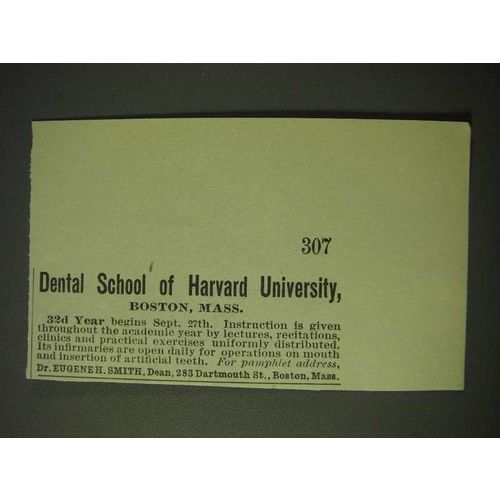 307
Dental School of Harvard University,
BOSTON, MASS.
32d Year begins Sept. 27th. Instruction is given
throughout the academic year by lectures, recitations,
clinics and practical exercises uniformly distributed.
Its infirmaries are open daily for operations on mouth
and insertion of artificial teeth. For pamphlet address,
Dr. EUGENE H. SMITH, Dean, 283 Dartmouth St., Boston, Mass.